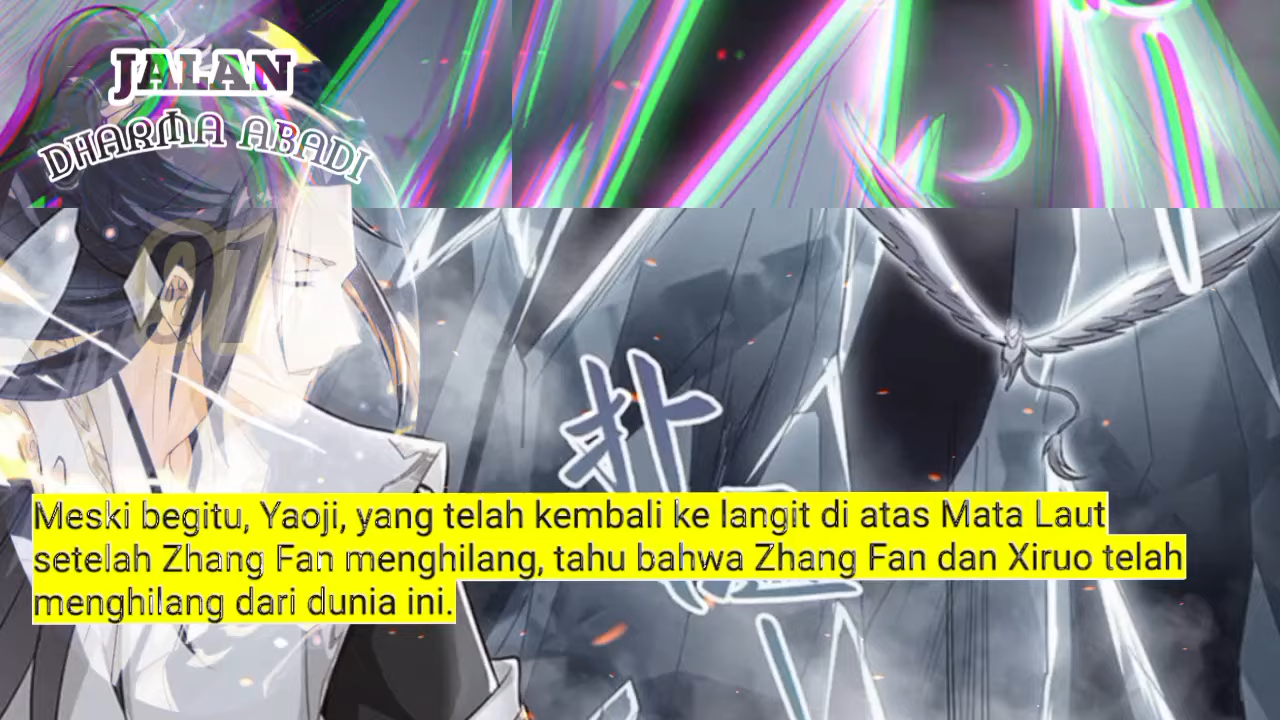 JALAN
DHARMA ABADI
91
Meski begitu, Yaoji, yang telah kembali ke langit di atas Mata Laut
setelah Zhang Fan menghilang, tahu bahwa Zhang Fan dan Xiruo telah
menghilang dari dunia ini.